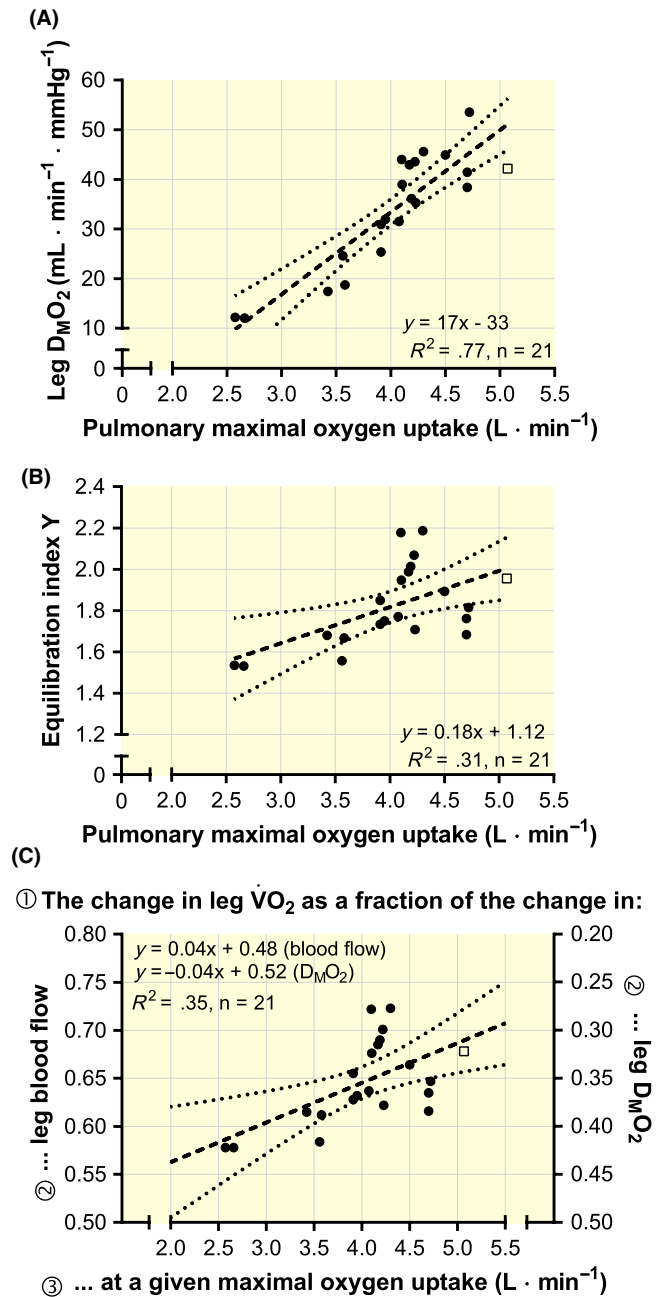 (A)
Leg DMO2 (mL · min−1 · mmHg−1)
60
50
40
30
20
10
0
y = 17x - 33
R2 = .77, n = 21
0 2.0 2.5 3.0 3.5 4.0 4.5 5.0 5.5
Pulmonary maximal oxygen uptake (L · min−1)
(B)
Equilibration index Y
2.4
2.2
2.0
1.8
1.6
1.4
1.2
0
y = 0.18x + 1.12
R2 = .31, n = 21
0 2.0 2.5 3.0 3.5 4.0 4.5 5.0 5.5
Pulmonary maximal oxygen uptake (L · min−1)
(C)
① The change in leg V̇O2 as a fraction of the change in:
② ... leg blood flow
0.80
0.75
0.70
0.65
0.60
0.55
0.50
y = 0.04x + 0.48 (blood flow)
y = −0.04x + 0.52 (DMO2)
R2 = .35, n = 21
0.20
0.25
0.30
0.35
0.40
0.45
0.50
② ... leg DMO2
2.0 2.5 3.0 3.5 4.0 4.5 5.0 5.5
③ ... at a given maximal oxygen uptake (L · min−1)